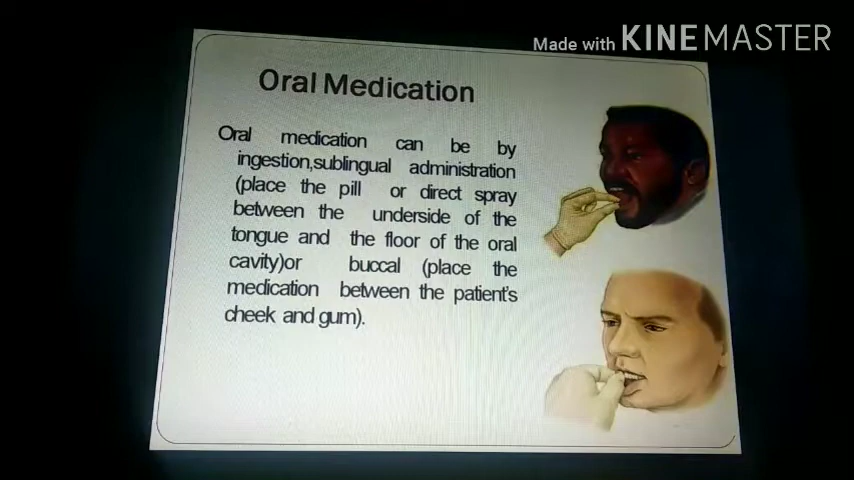 Made with KINEMASTER
Oral Medication
Oral medication can be by
ingestion,sublingual administration
(place the pill or direct spray
between the underside of the
tongue and the floor of the oral
cavity)or buccal (place the
medication between the patient's
cheek and gum).